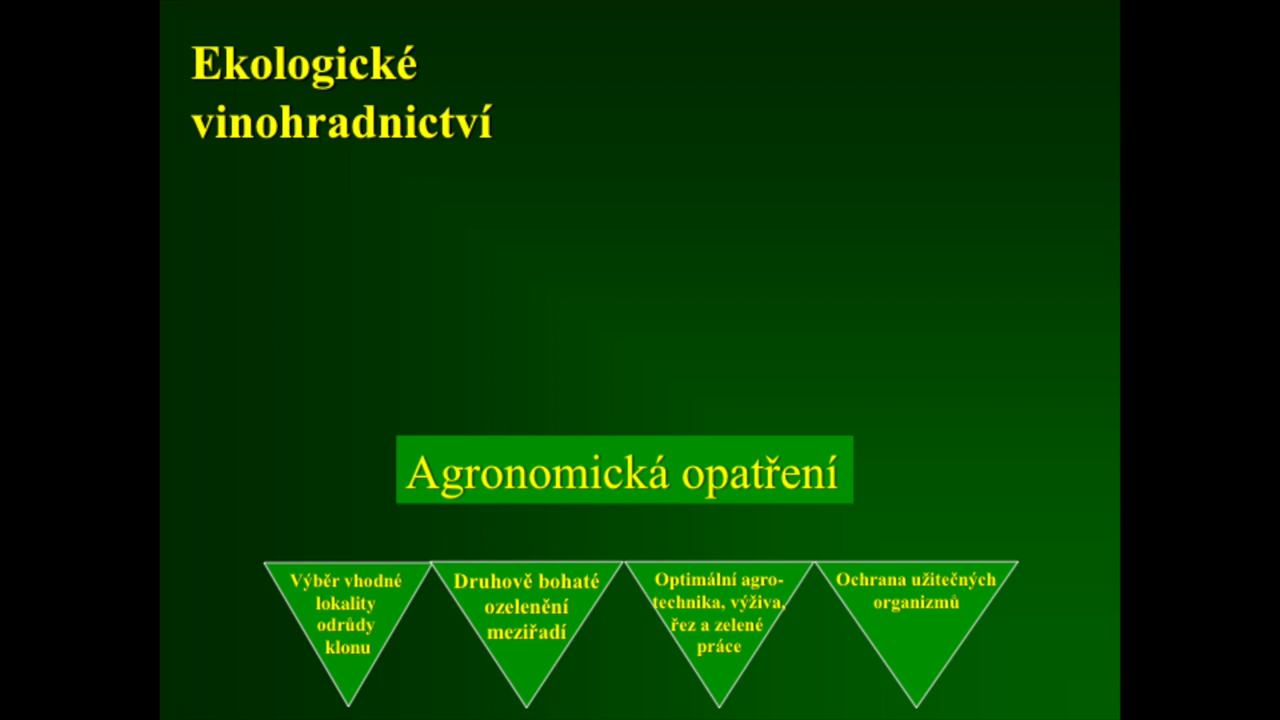 Ekologické
vinohradnictví
Agronomická opatření
Výběr vhodné
lokality
odrůdy
klonu
Druhově bohaté
ozelenění
meziřadí
Optimální agro-
technika, výživa,
řez a zelené
práce
Ochrana užitečných
organizmů